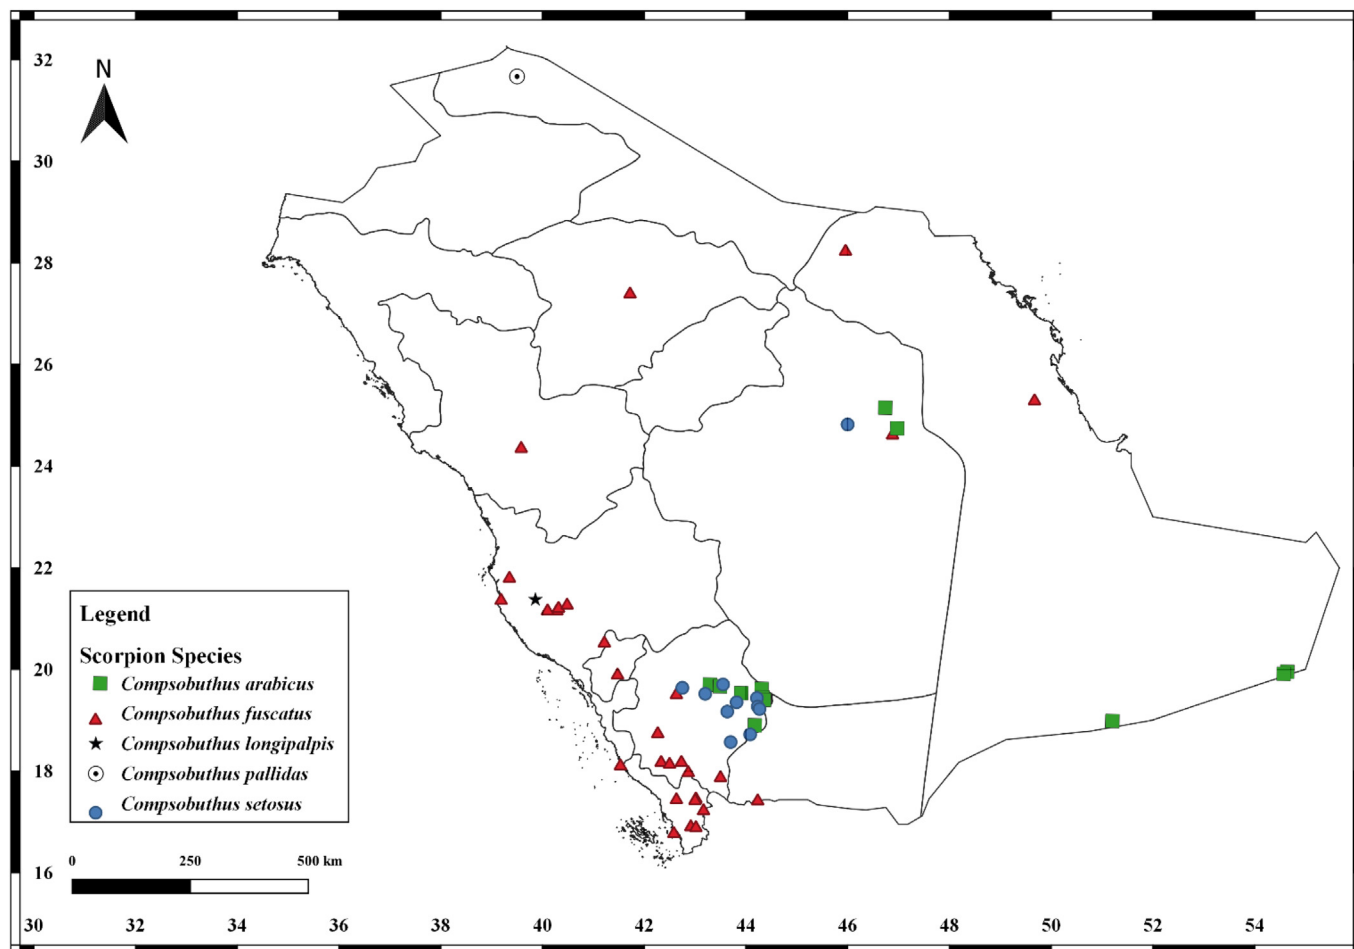 N
32
30
28
26
24
22
20
18
16
Legend
Scorpion Species
Compsobuthus arabicus
Compsobuthus fuscatus
Compsobuthus longipalpis
Compsobuthus pallidas
Compsobuthus setosus
0 250 500 km
30 32 34 36 38 40 42 44 46 48 50 52 54